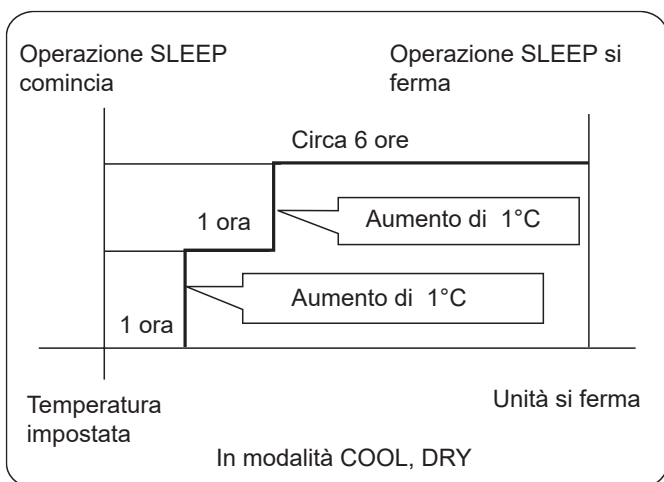 Operazione SLEEP
comincia
Operazione SLEEP si
ferma
Circa 6 ore
1 ora
Aumento di 1°C
Aumento di 1°C
1 ora
Temperatura
impostata
Unità si ferma
In modalità COOL, DRY